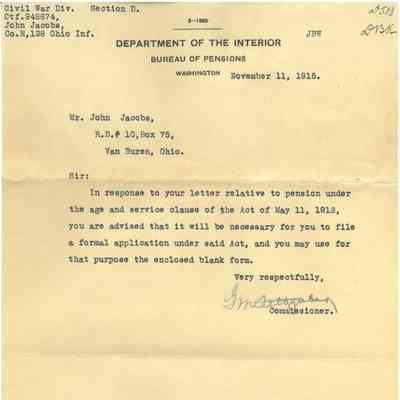 Civil War Div. Section D.
Ctf.948674,
John Jacobs,
Co.H,128 Ohio Inf.
3—1865
JBW
DEPARTMENT OF THE INTERIOR
BUREAU OF PENSIONS
WASHINGTON
November 11, 1915.
Mr. John Jacobs,
R.D.# 10,Box 75,
Van Buren, Ohio.
Sir:
In response to your letter relative to pension under
the age and service clause of the Act of May 11, 1912,
you are advised that it will be necessary for you to file
a formal application under said Act, and you may use for
that purpose the enclosed blank form.
Very respectfully,
Commissioner.